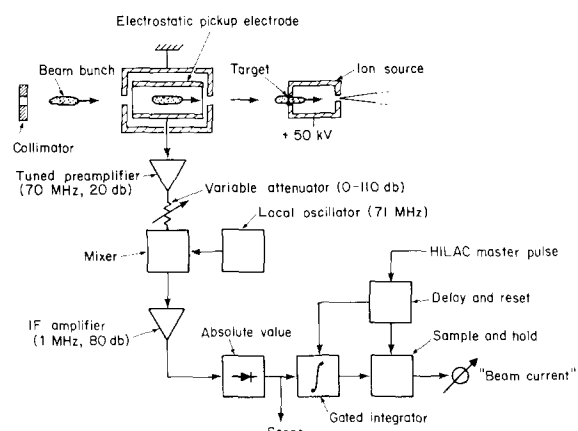 Electrostatic pickup electrode
Beam bunch
Target
Ion source
Collimator
+ 50 kV
Tuned preamplifier
(70 MHz, 20 db)
Variable attenuator (0-110 db)
Local oscillator (71 MHz)
Mixer
HILAC master pulse
Delay and reset
IF amplifier
(1 MHz, 80 db)
Absolute value
Sample and hold
∫
"Beam current"
Gated integrator